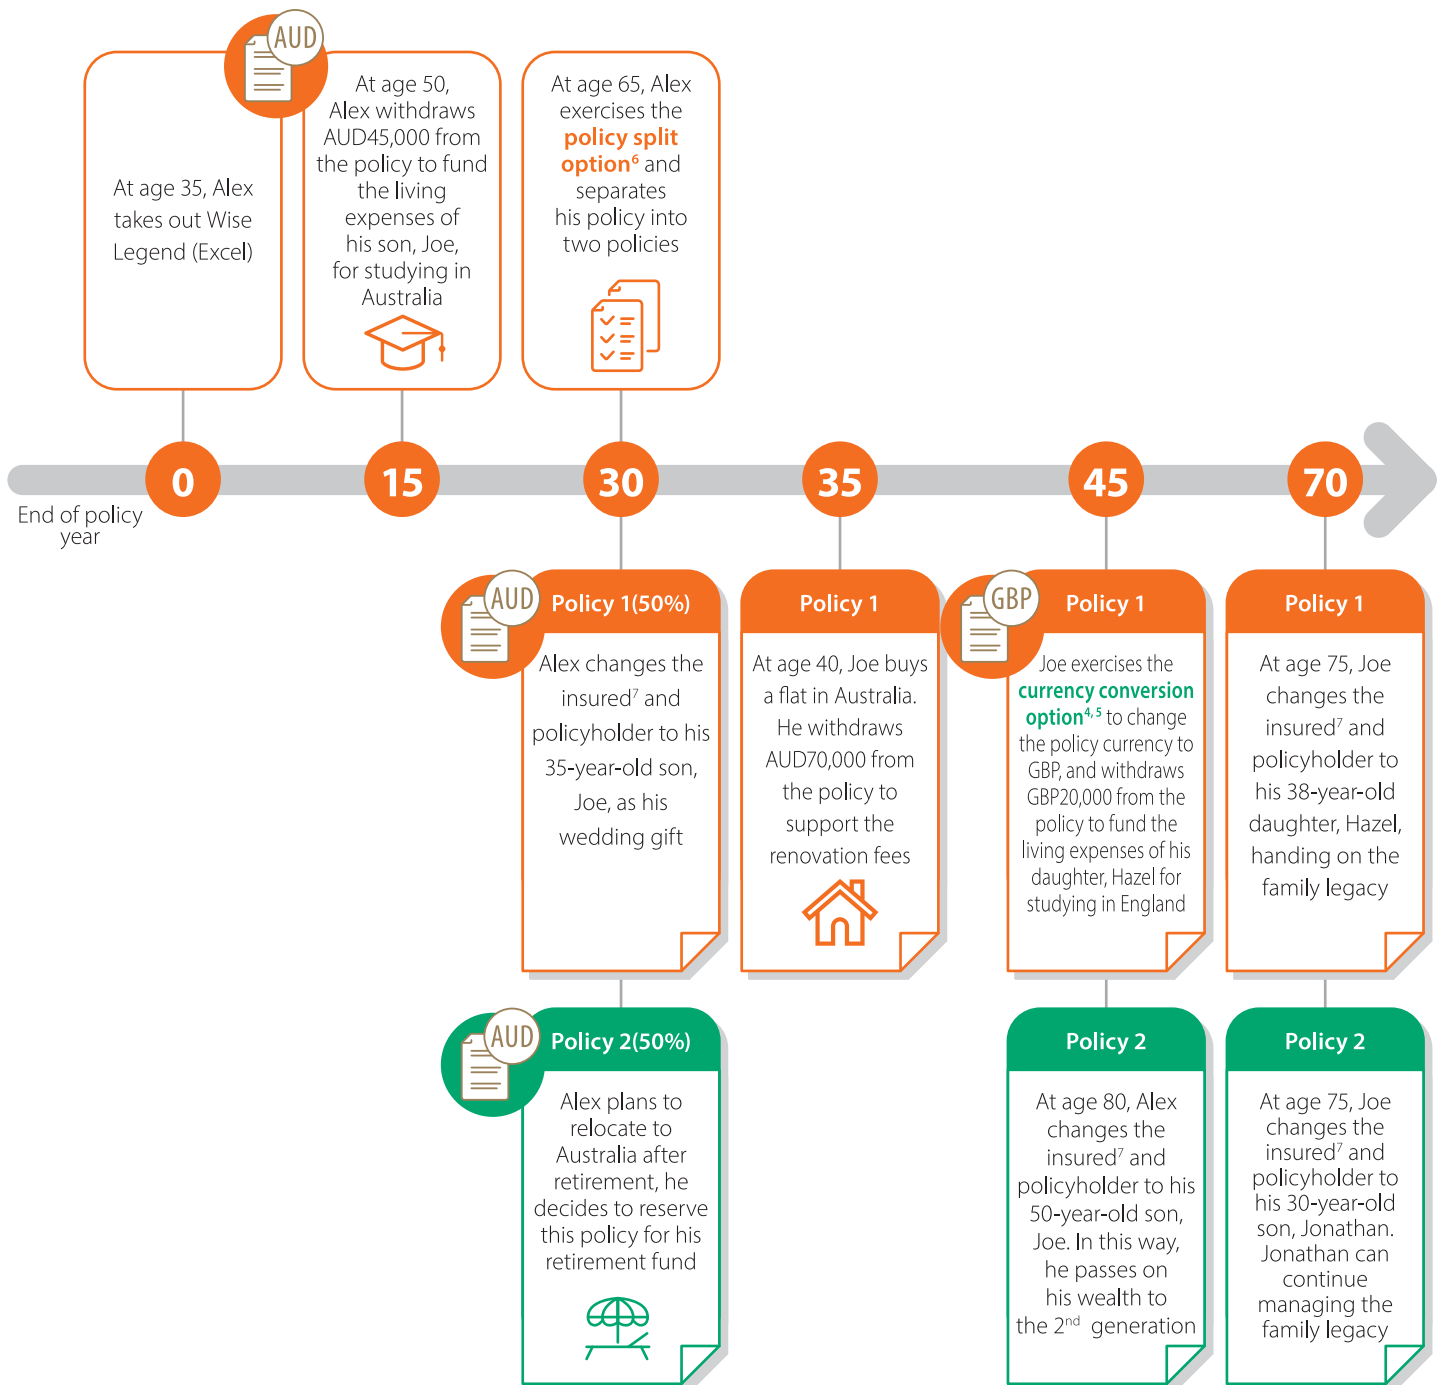 AUD
At age 35, Alex
takes out Wise
Legend (Excel)
At age 50,
Alex withdraws
AUD45,000 from
the policy to fund
the living
expenses of
his son, Joe,
for studying in
Australia
At age 65, Alex
exercises the
policy split
option⁶ and
separates
his policy into
two policies
0
15
30
35
45
70
End of policy
year
AUD
Policy 1(50%)
Alex changes the
insured⁷ and
policyholder to his
35-year-old son,
Joe, as his
wedding gift
Policy 1
At age 40, Joe buys
a flat in Australia.
He withdraws
AUD70,000 from
the policy to
support the
renovation fees
GBP
Policy 1
Joe exercises the
currency conversion
option⁴,⁵ to change
the policy currency to
GBP, and withdraws
GBP20,000 from the
policy to fund the
living expenses of his
daughter, Hazel for
studying in England
Policy 1
At age 75, Joe
changes the
insured⁷ and
policyholder to
his 38-year-old
daughter, Hazel,
handing on the
family legacy
AUD
Policy 2(50%)
Alex plans to
relocate to
Australia after
retirement, he
decides to reserve
this policy for his
retirement fund
Policy 2
At age 80, Alex
changes the
insured⁷ and
policyholder to his
50-year-old son,
Joe. In this way,
he passes on
his wealth to
the 2ⁿᵈ generation
Policy 2
At age 75, Joe
changes the
insured⁷ and
policyholder to
his 30-year-old
son, Jonathan.
Jonathan can
continue
managing the
family legacy